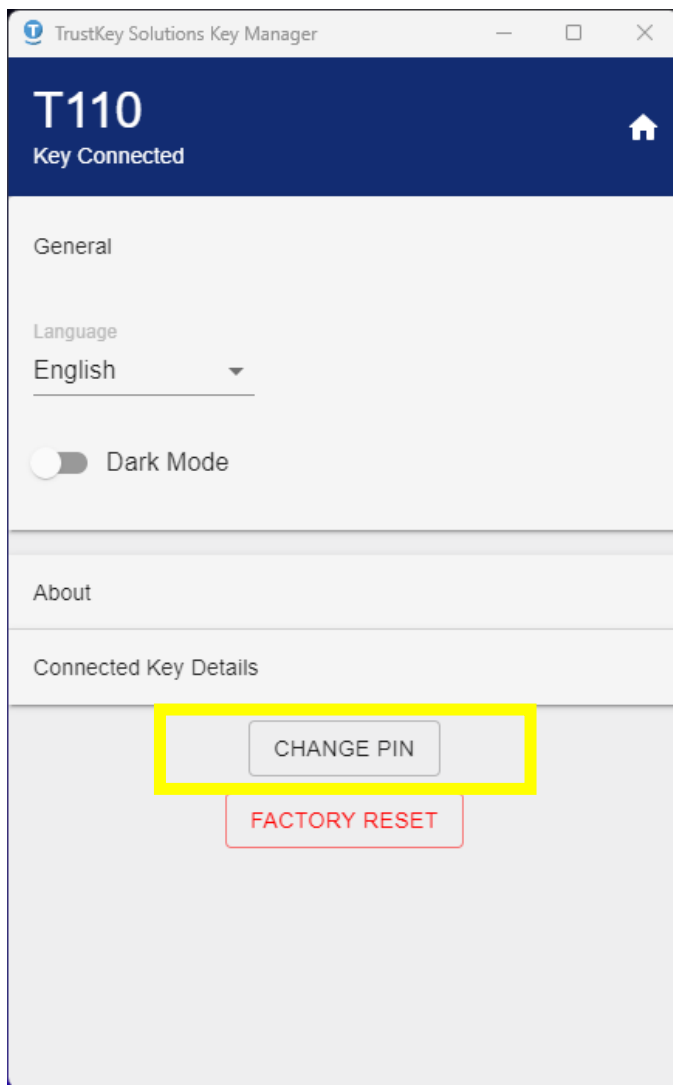 TrustKey Solutions Key Manager
T110
Key Connected
General
Language
English
Dark Mode
About
Connected Key Details
CHANGE PIN
FACTORY RESET